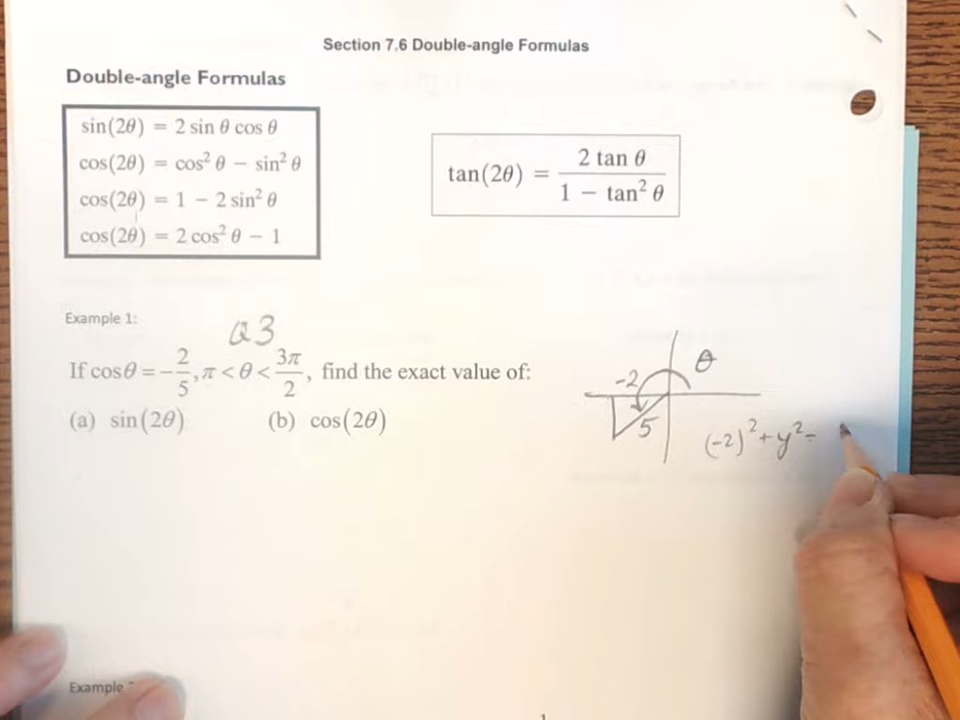 Section 7.6 Double-angle Formulas
Double-angle Formulas
sin(2θ) = 2 sin θ cos θ
cos(2θ) = cos² θ − sin² θ
cos(2θ) = 1 − 2 sin² θ
cos(2θ) = 2 cos² θ − 1
tan(2θ) = 2 tan θ / 1 − tan² θ
Example 1:
Q3
If cosθ = −2/5, π < θ < 3π/2, find the exact value of:
(a) sin(2θ) (b) cos(2θ)
θ
-2
5
(-2)² + y² =
Example
1